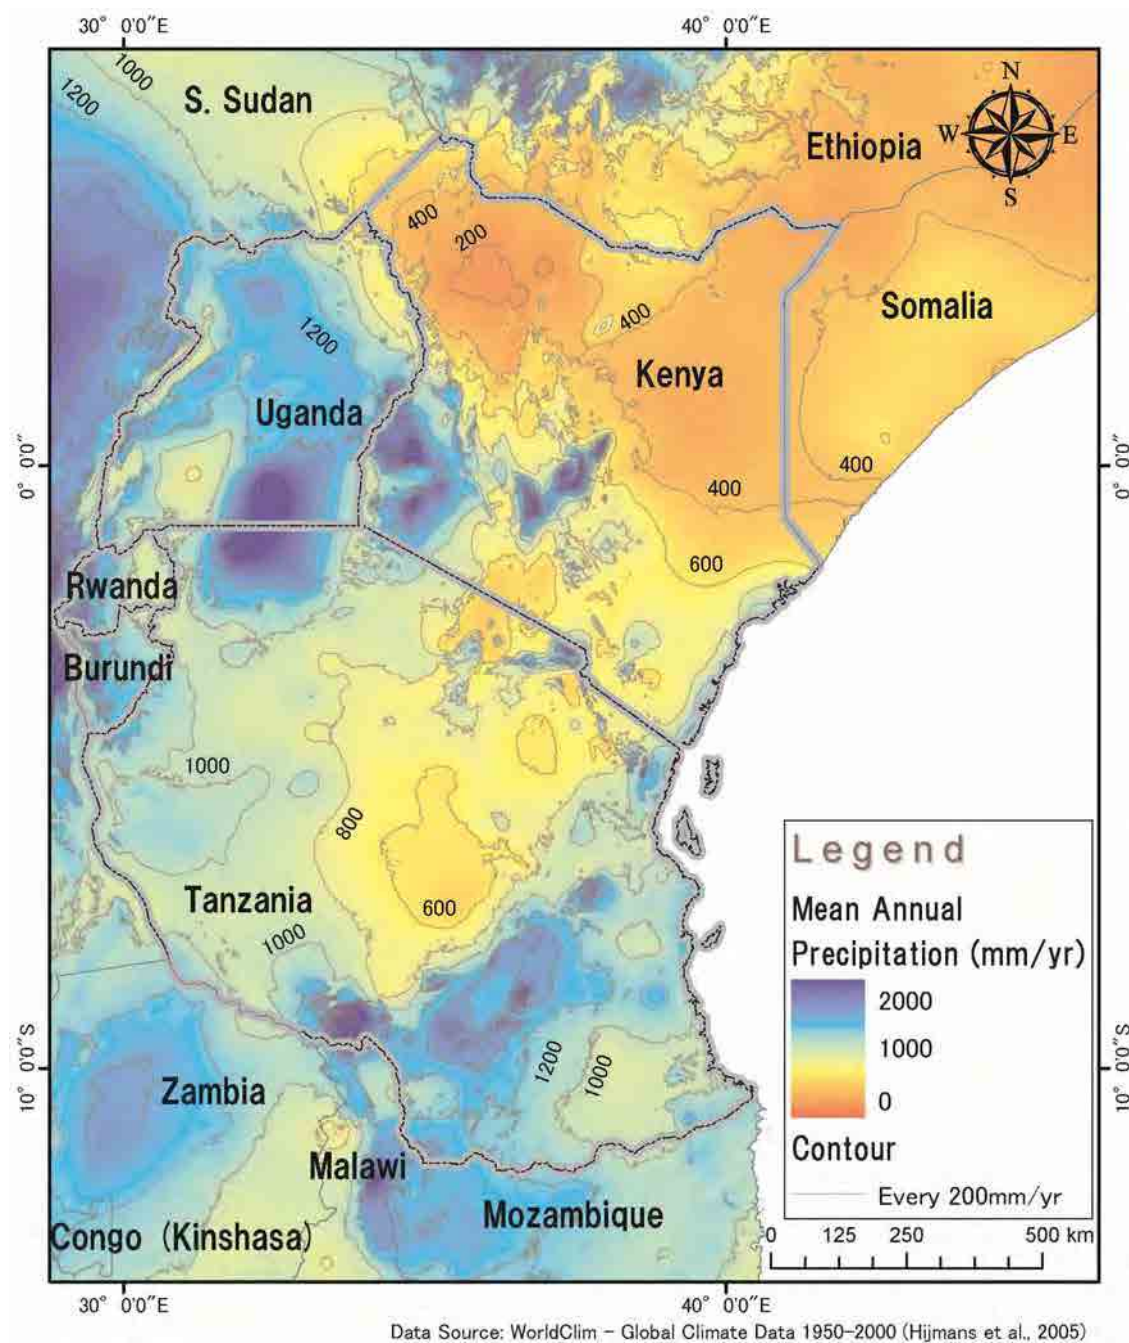 30° 0'0"E
40° 0'0"E
1000
1200
S. Sudan
N
W
E
S
Ethiopia
400
200
Somalia
1200
400
Kenya
Uganda
0° 0'0"
0° 0'0"
400
400
600
Rwanda
Burundi
1000
800
Tanzania
600
1000
Legend
Mean Annual
Precipitation (mm/yr)
2000
1000
0
Contour
Every 200mm/yr
1200
1000
10° 0'0"S
10° 0'0"S
Zambia
Malawi
Mozambique
Congo (Kinshasa)
0 125 250 500 km
30° 0'0"E
40° 0'0"E
Data Source: WorldClim - Global Climate Data 1950-2000 (Hijmans et al., 2005)